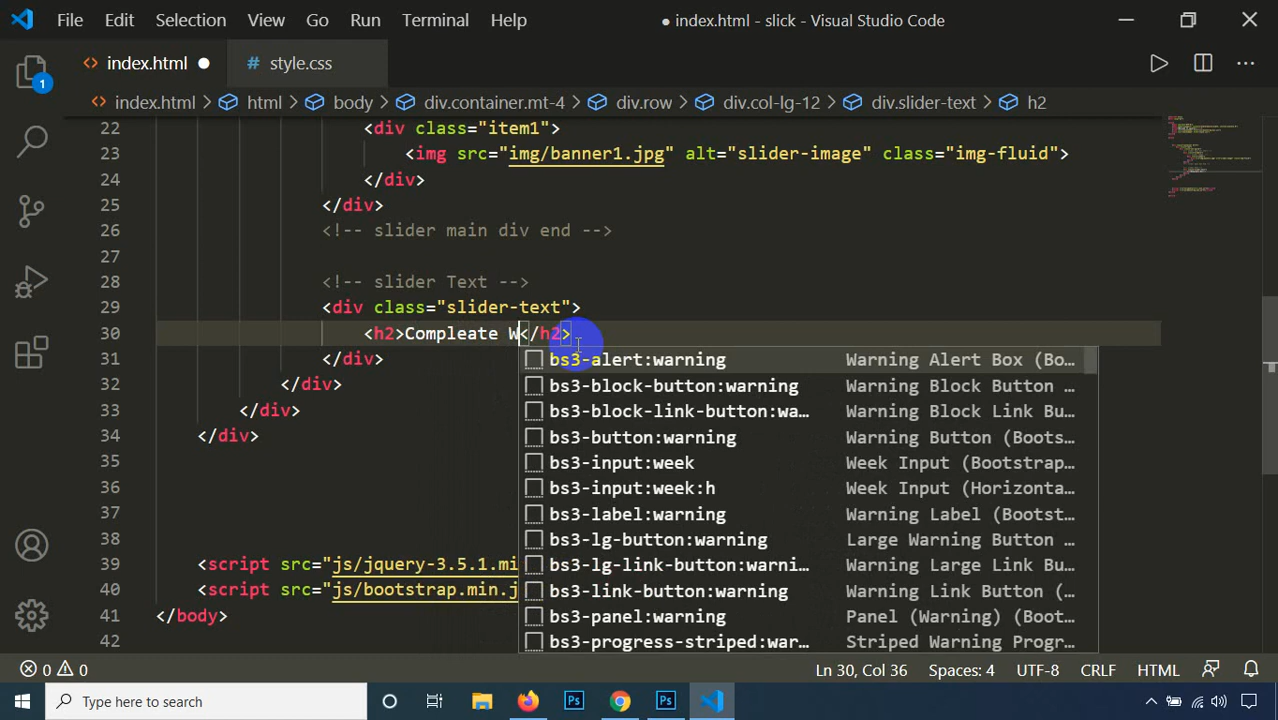 File Edit Selection View Go Run Terminal Help ● index.html - slick - Visual Studio Code
index.html ● # style.css
index.html > html > body > div.container.mt-4 > div.row > div.col-lg-12 > div.slider-text > h2
22 <div class="item1">
23 <img src="img/banner1.jpg" alt="slider-image" class="img-fluid">
24 </div>
25 </div>
26 <!-- slider main div end -->
27
28 <!-- slider Text -->
29 <div class="slider-text">
30 <h2>Compleate W</h2>
31 </div>
32 </div>
33 </div>
34 </div>
35
36
37
38
39 <script src="js/jquery-3.5.1.mi
40 <script src="js/bootstrap.min.j
41 </body>
42
bs3-alert:warning Warning Alert Box (Bo...
bs3-block-button:warning Warning Block Button ...
bs3-block-link-button:wa... Warning Block Link Bu...
bs3-button:warning Warning Button (Boots...
bs3-input:week Week Input (Bootstrap...
bs3-input:week:h Week Input (Horizonta...
bs3-label:warning Warning Label (Bootst...
bs3-lg-button:warning Large Warning Button ...
bs3-lg-link-button:warni... Warning Large Link Bu...
bs3-link-button:warning Warning Link Button (...
bs3-panel:warning Panel (Warning) (Boot...
bs3-progress-striped:war... Striped Warning Progr...
1
0 0 Ln 30, Col 36 Spaces: 4 UTF-8 CRLF HTML
Type here to search